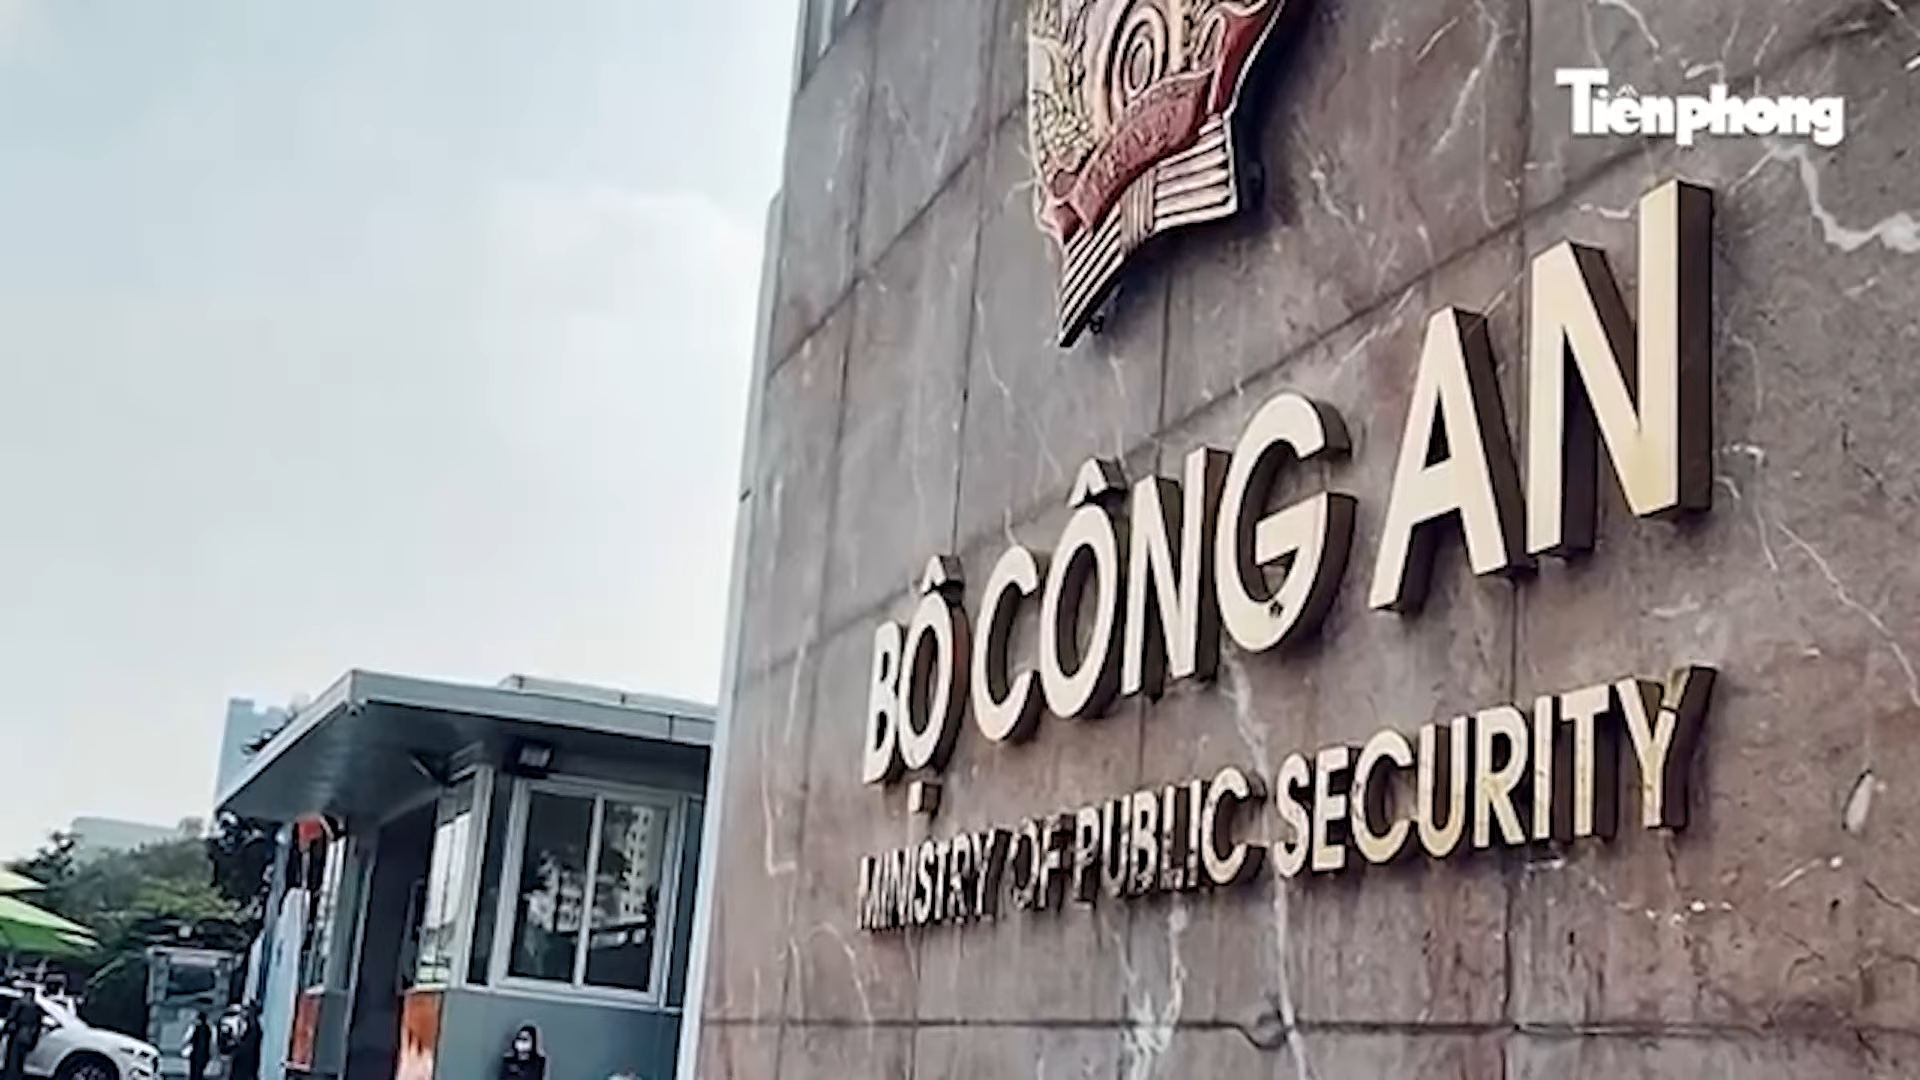 Tiền phong
BỘ CÔNG AN
MINISTRY OF PUBLIC SECURITY